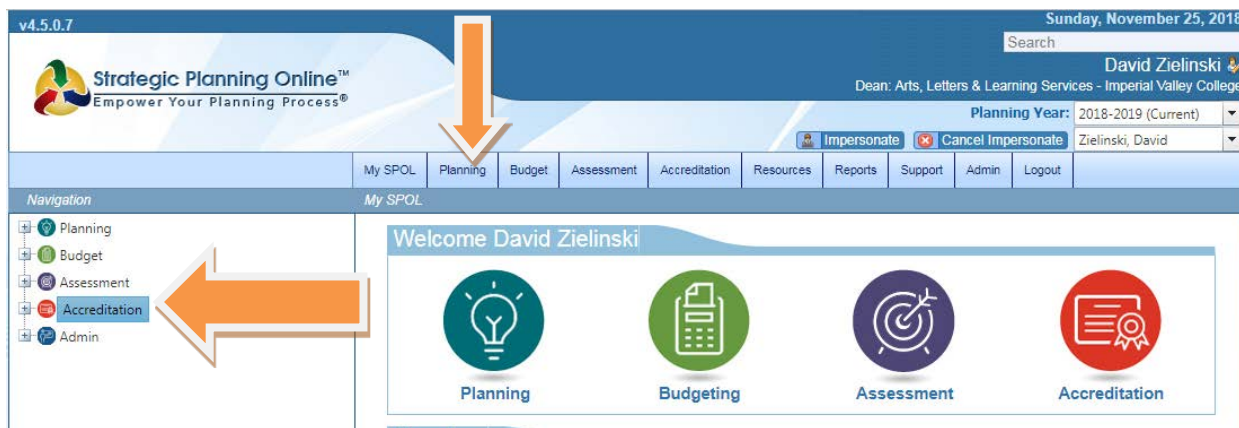 v4.5.0.7
Sunday, November 25, 2018
Search
Strategic Planning Online™
Empower Your Planning Process®
David Zielinski
Dean: Arts, Letters & Learning Services - Imperial Valley College
Planning Year: 2018-2019 (Current)
Impersonate Cancel Impersonate Zielinski, David
My SPOL Planning Budget Assessment Accreditation Resources Reports Support Admin Logout
Navigation
My SPOL
Planning
Budget
Assessment
Accreditation
Admin
Welcome David Zielinski
Planning Budgeting Assessment Accreditation